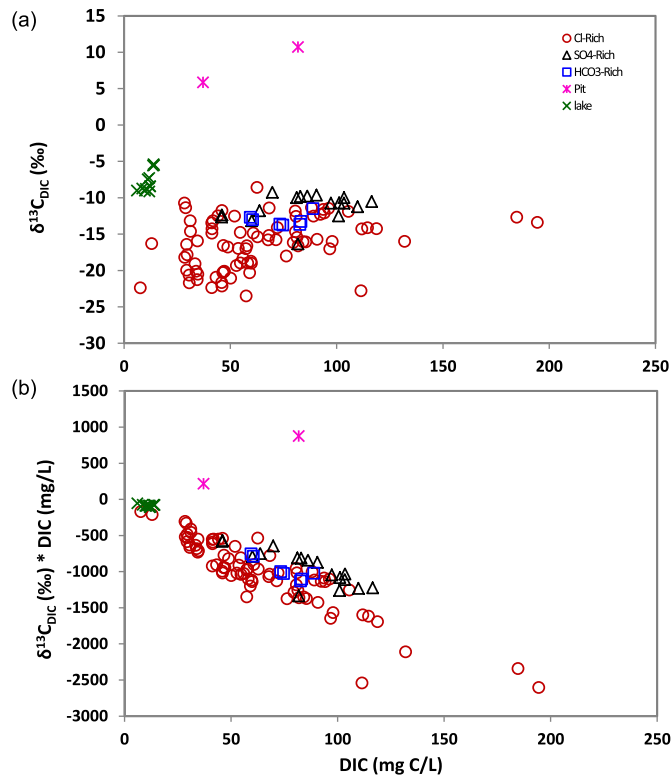 (a)
15
10
5
0
-5
-10
-15
-20
-25
-30
δ13CDIC (‰)
Cl-Rich
SO4-Rich
HCO3-Rich
Pit
lake
0 50 100 150 200 250
(b)
1500
1000
500
0
-500
-1000
-1500
-2000
-2500
-3000
δ13CDIC (‰) * DIC (mg/L)
0 50 100 150 200 250
DIC (mg C/L)